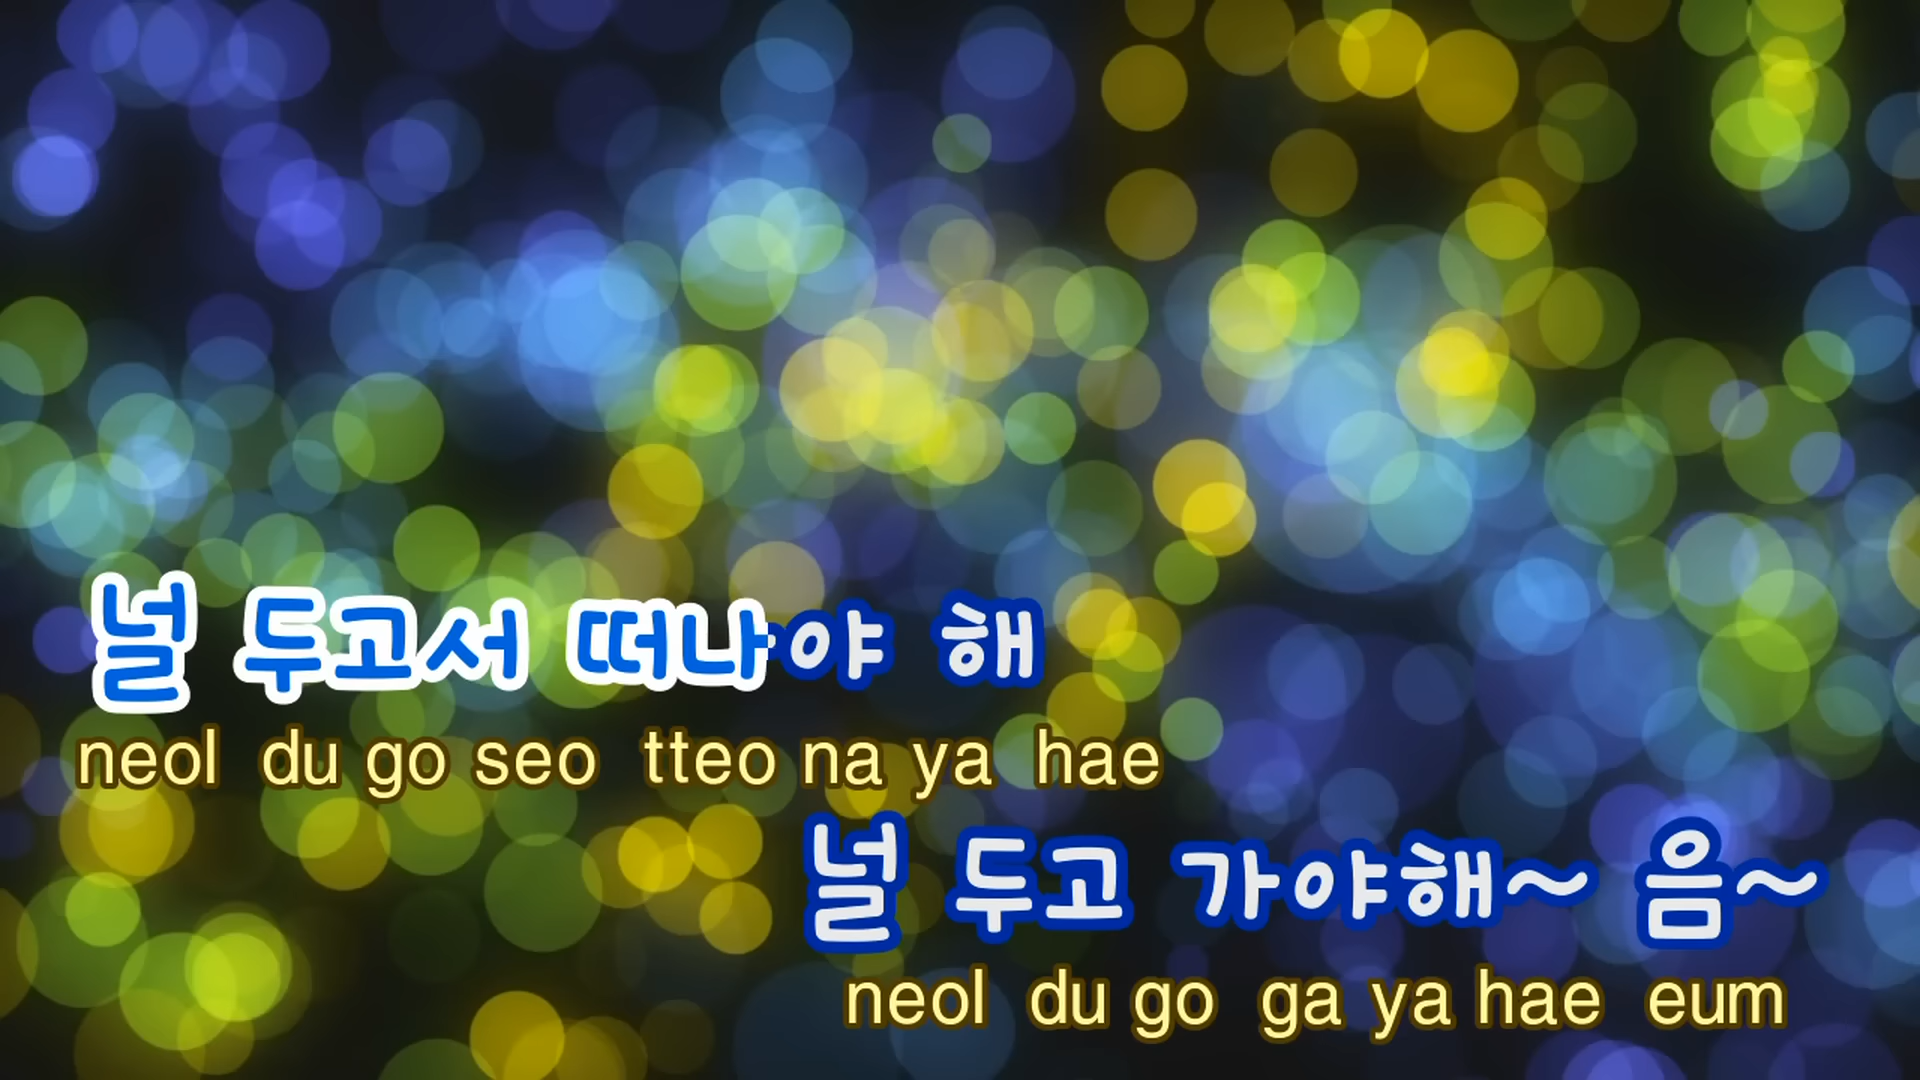 널 두고서 떠나야 해
neol du go seo tteo na ya hae
널 두고 가야해~ 음~
neol du go ga ya hae eum